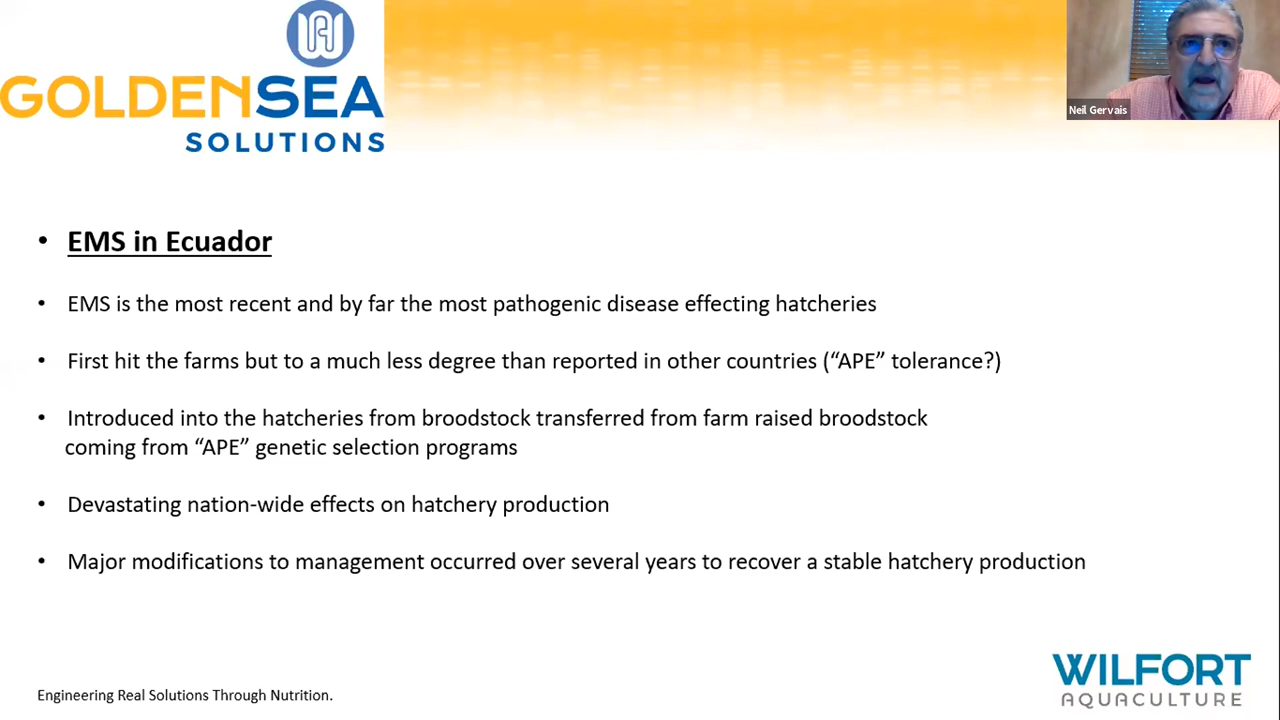 GOLDENSEA
SOLUTIONS
Neil Gervais
• EMS in Ecuador
• EMS is the most recent and by far the most pathogenic disease effecting hatcheries
• First hit the farms but to a much less degree than reported in other countries (“APE” tolerance?)
• Introduced into the hatcheries from broodstock transferred from farm raised broodstock
coming from “APE” genetic selection programs
• Devastating nation-wide effects on hatchery production
• Major modifications to management occurred over several years to recover a stable hatchery production
Engineering Real Solutions Through Nutrition.
WILFORT
AQUACULTURE